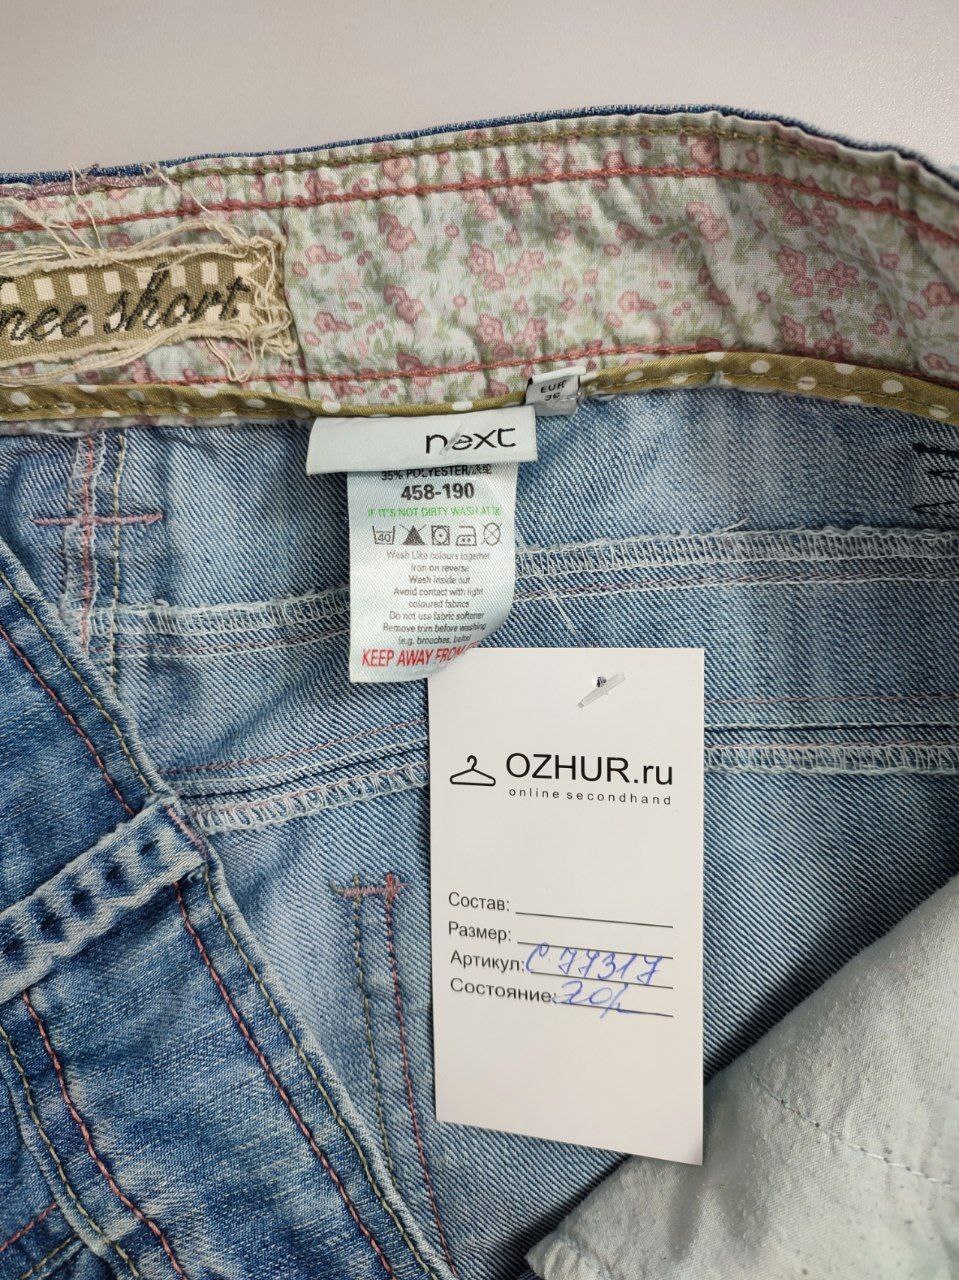 nee short
EUR
36
next
35% POLYESTER/
458-190
IF IT'S NOT DIRTY WASH AT
40
Wash Like colours together
Iron on reverse
Wash inside out
Avoid contact with light
coloured fabrics
Do not use fabric softener
Remove trim before washing
(e.g. brooches, belts)
KEEP AWAY FROM
OZHUR.ru
online secondhand
Состав:
Размер:
Артикул: С 77317
Состояние: Хор